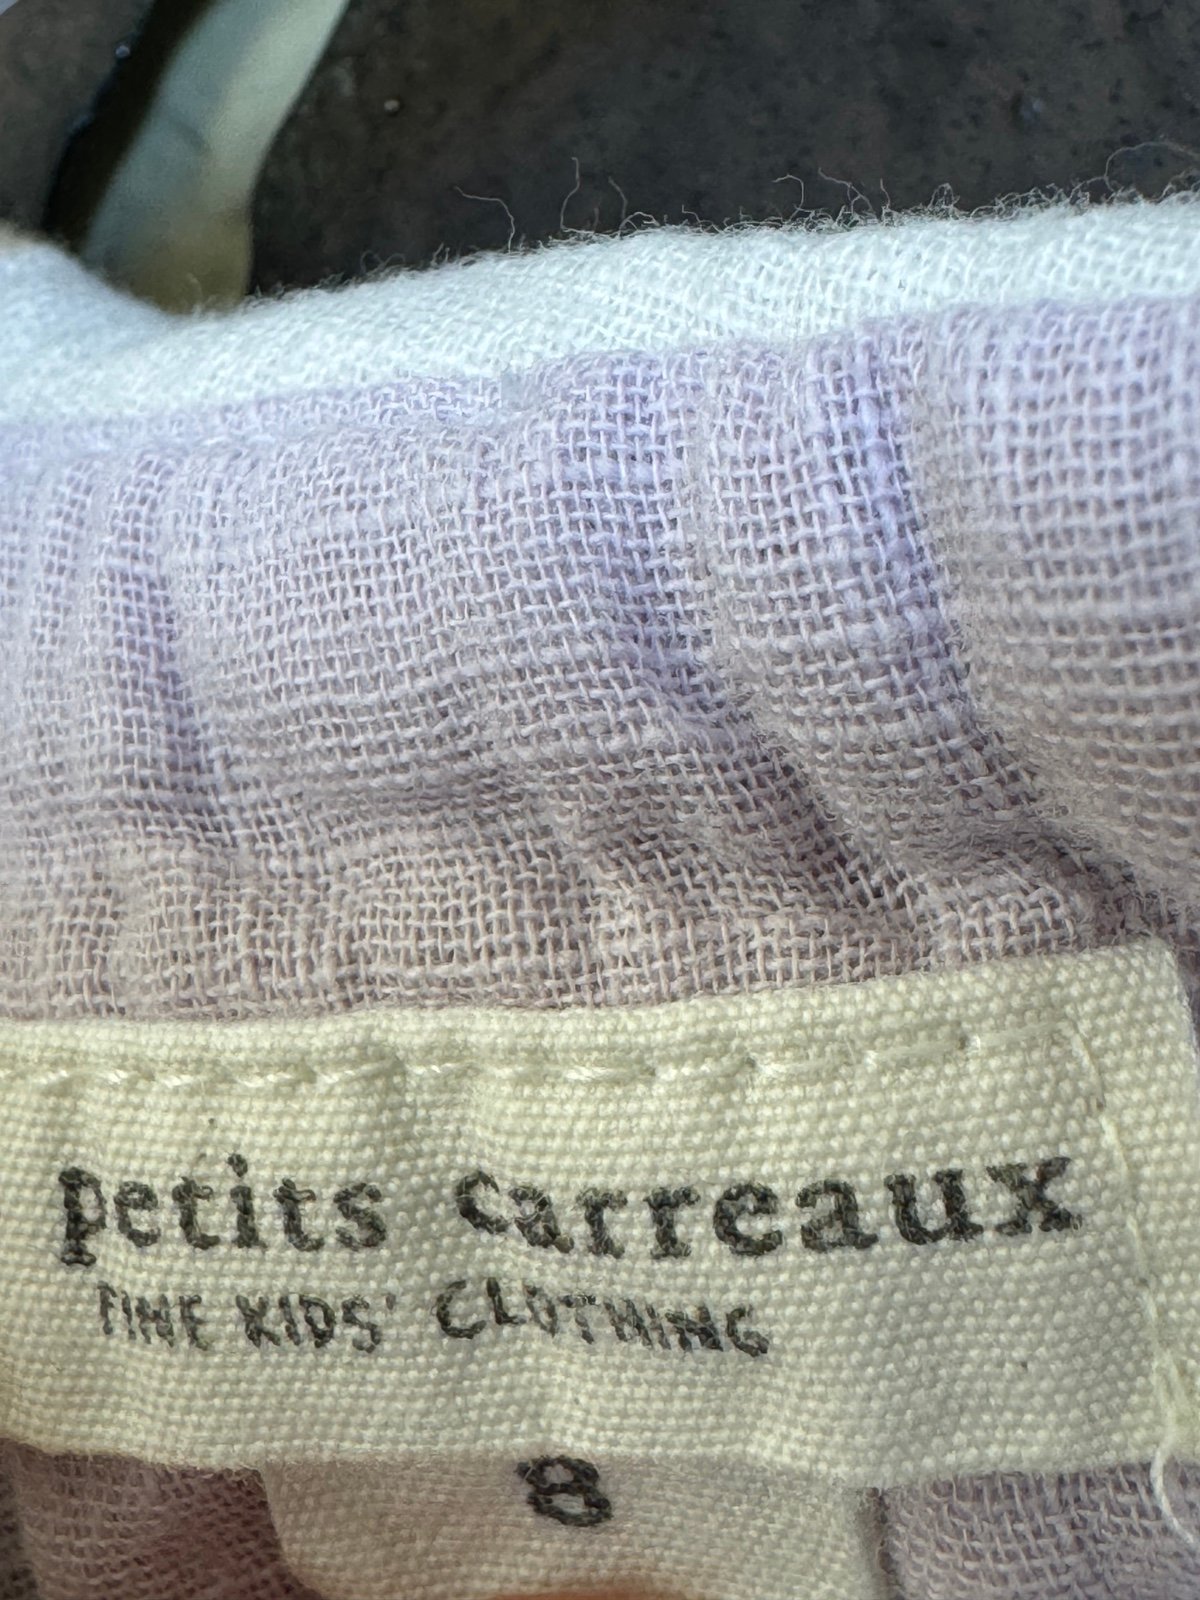 petits carreaux
FINE KIDS' CLOTHING
8